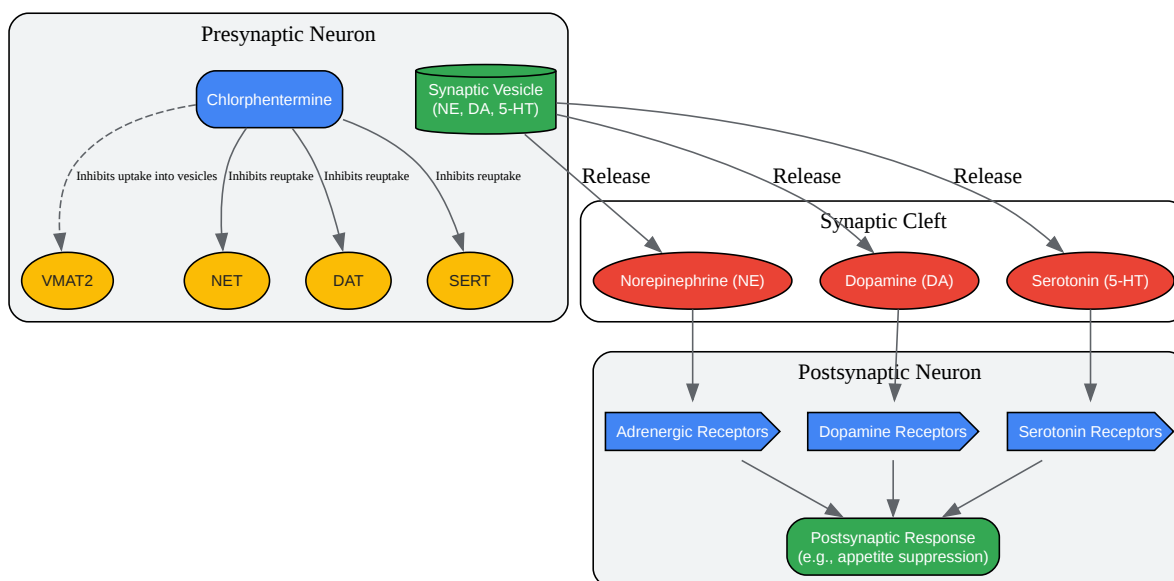 Presynaptic Neuron
Chlorphentermine
Synaptic Vesicle
(NE, DA, 5-HT)
Inhibits uptake into vesicles
Inhibits reuptake
Inhibits reuptake
Inhibits reuptake
Release
Release
Release
VMAT2
NET
DAT
SERT
Synaptic Cleft
Norepinephrine (NE)
Dopamine (DA)
Serotonin (5-HT)
Postsynaptic Neuron
Adrenergic Receptors
Dopamine Receptors
Serotonin Receptors
Postsynaptic Response
(e.g., appetite suppression)